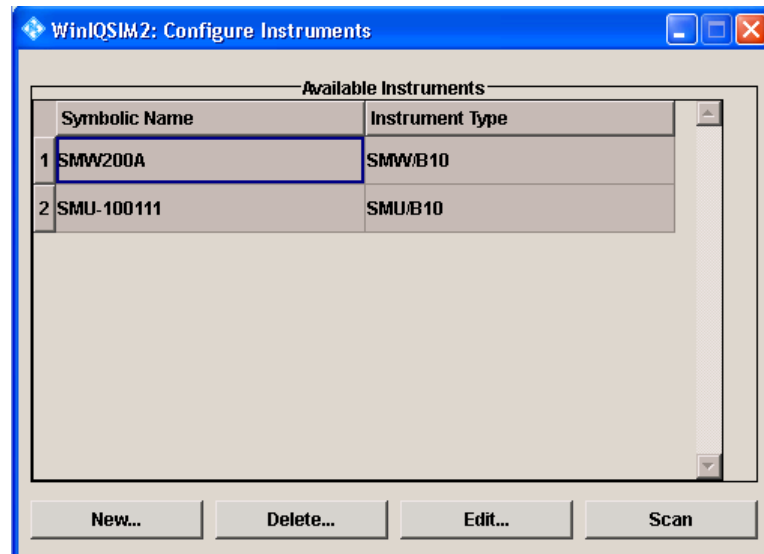 WinIQSIM2: Configure Instruments
Available Instruments
Symbolic Name Instrument Type
1 SMW200A SMW/B10
2 SMU-100111 SMU/B10
New... Delete... Edit... Scan